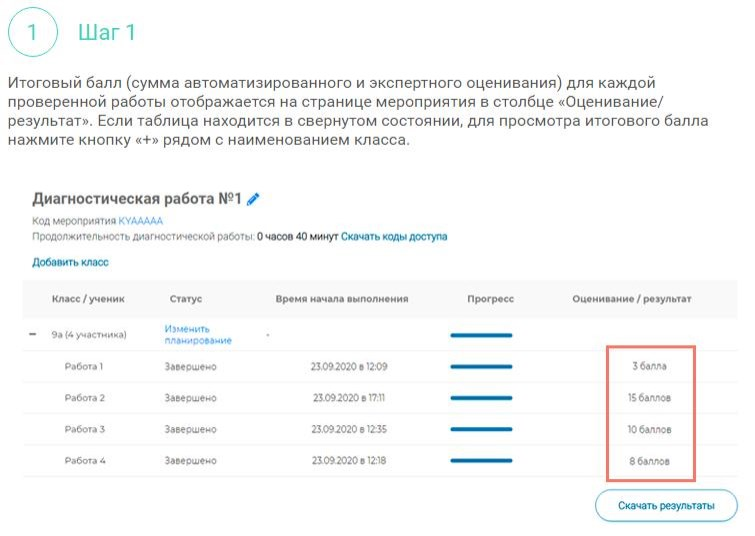 1 Шаг 1
Итоговый балл (сумма автоматизированного и экспертного оценивания) для каждой
проверенной работы отображается на странице мероприятия в столбце «Оценивание/
результат». Если таблица находится в свернутом состоянии, для просмотра итогового балла
нажмите кнопку «+» рядом с наименованием класса.
Диагностическая работа №1
Код мероприятия KYAAAAA
Продолжительность диагностической работы: 0 часов 40 минут Скачать коды доступа
Добавить класс
Класс / ученик Статус Время начала выполнения Прогресс Оценивание / результат
− 9а (4 участника) Изменить планирование -
Работа 1 Завершено 23.09.2020 в 12:09 3 балла
Работа 2 Завершено 23.09.2020 в 17:11 15 баллов
Работа 3 Завершено 23.09.2020 в 12:35 10 баллов
Работа 4 Завершено 23.09.2020 в 12:18 8 баллов
Скачать результаты